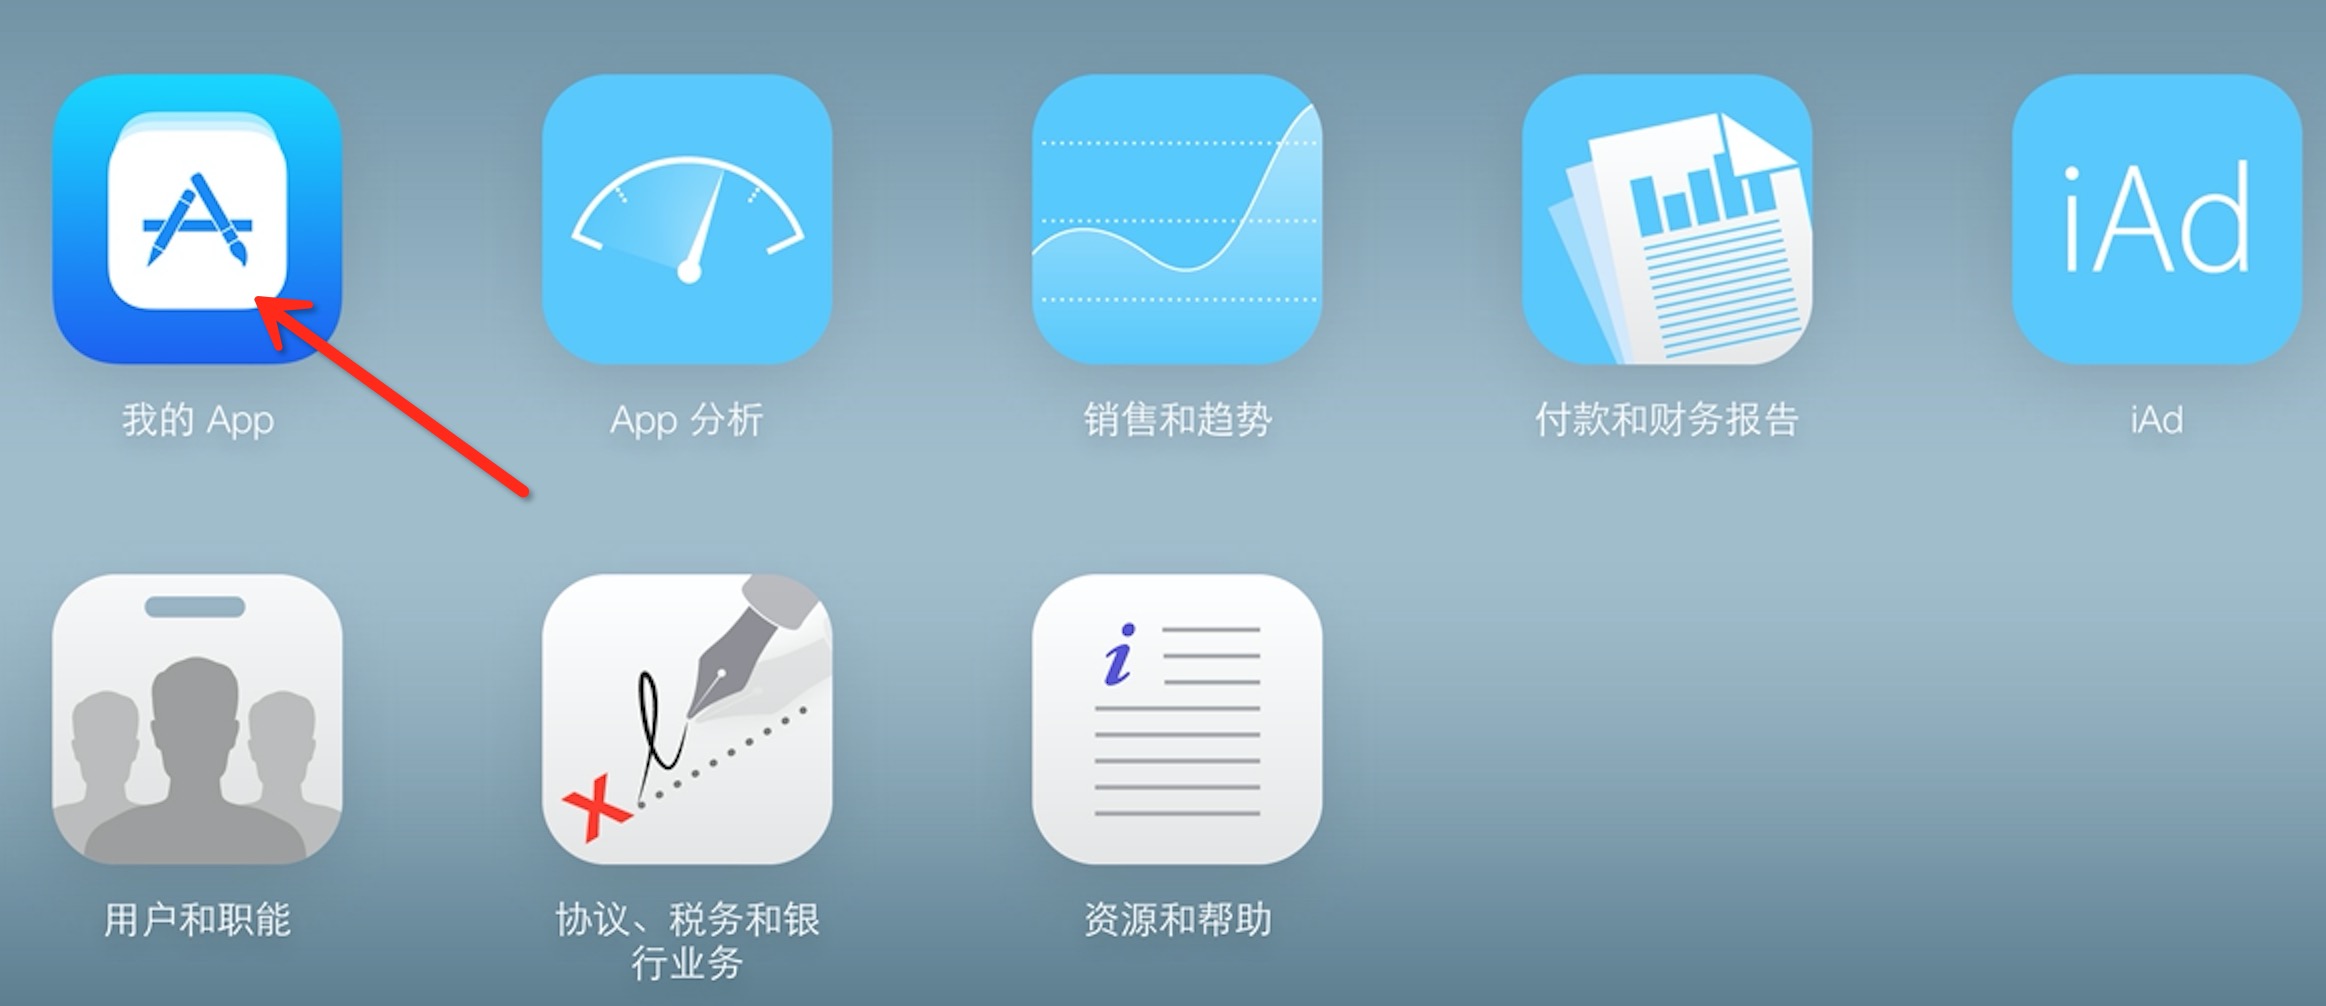 iAd
我的 App
App 分析
销售和趋势
付款和财务报告
iAd
用户和职能
协议、税务和银
行业务
资源和帮助